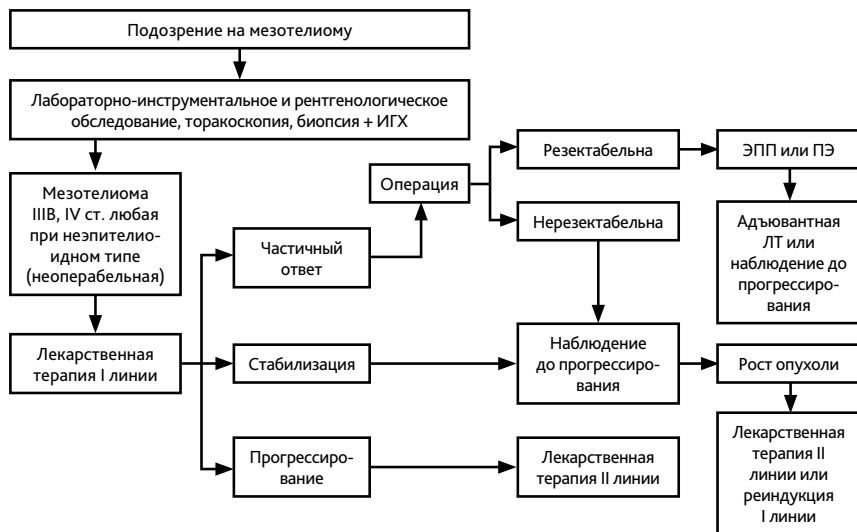 Подозрение на мезотелиому
Лабораторно-инструментальное и рентгенологическое
обследование, торакоскопия, биопсия + ИГХ
Мезотелиома
IIIB, IV ст. любая
при неэпителио-
идном типе
(неоперабельная)
Лекарственная
терапия I линии
Частичный
ответ
Стабилизация
Прогрессиро-
вание
Операция
Резектабельна
Нерезектабельна
Наблюдение
до прогрессиро-
вания
Лекарственная
терапия II линии
ЭПП или ПЭ
Адъювантная
ЛТ или
наблюдение до
прогрессиро-
вания
Рост опухоли
Лекарственная
терапия II
линии или
реиндукция
I линии